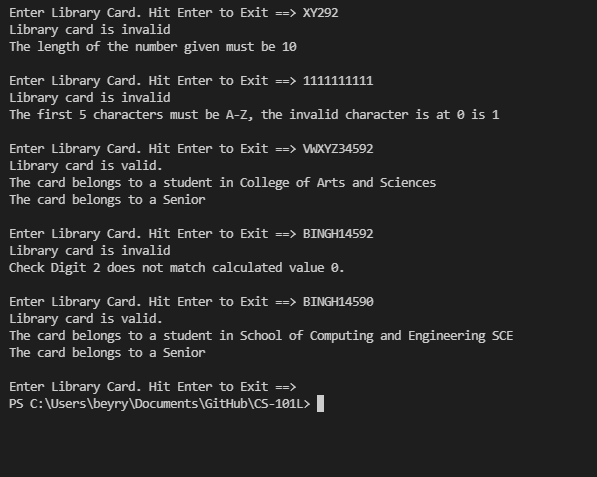 Enter Library Card. Hit Enter to Exit ==> XY292
Library card is invalid
The length of the number given must be 10
Enter Library Card. Hit Enter to Exit ==> 1111111111
Library card is invalid
The first 5 characters must be A-Z, the invalid character is at 0 is 1
Enter Library Card. Hit Enter to Exit ==> VWXYZ34592
Library card is valid.
The card belongs to a student in College of Arts and Sciences
The card belongs to a Senior
Enter Library Card. Hit Enter to Exit ==> BINGH14592
Library card is invalid
Check Digit 2 does not match calculated value 0.
Enter Library Card. Hit Enter to Exit ==> BINGH14590
Library card is valid.
The card belongs to a student in School of Computing and Engineering SCE
The card belongs to a Senior
Enter Library Card. Hit Enter to Exit ==>
PS C:\Users\beyry\Documents\GitHub\CS-101L>